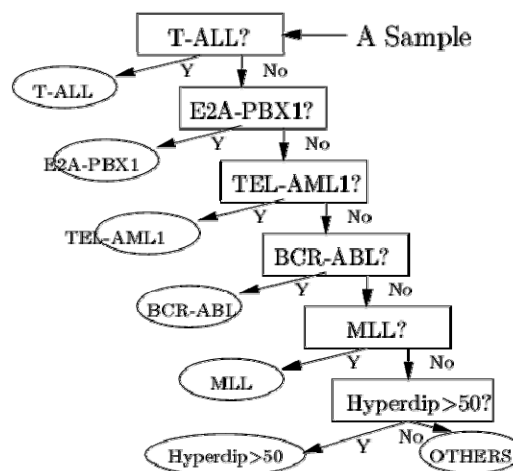 T-ALL?
A Sample
Y
No
T-ALL
E2A-PBX1?
Y
No
E2A-PBX1
TEL-AML1?
Y
No
TEL-AML1
BCR-ABL?
Y
No
BCR-ABL
MLL?
Y
No
MLL
Hyperdip>50?
Y
No
Hyperdip>50
OTHERS